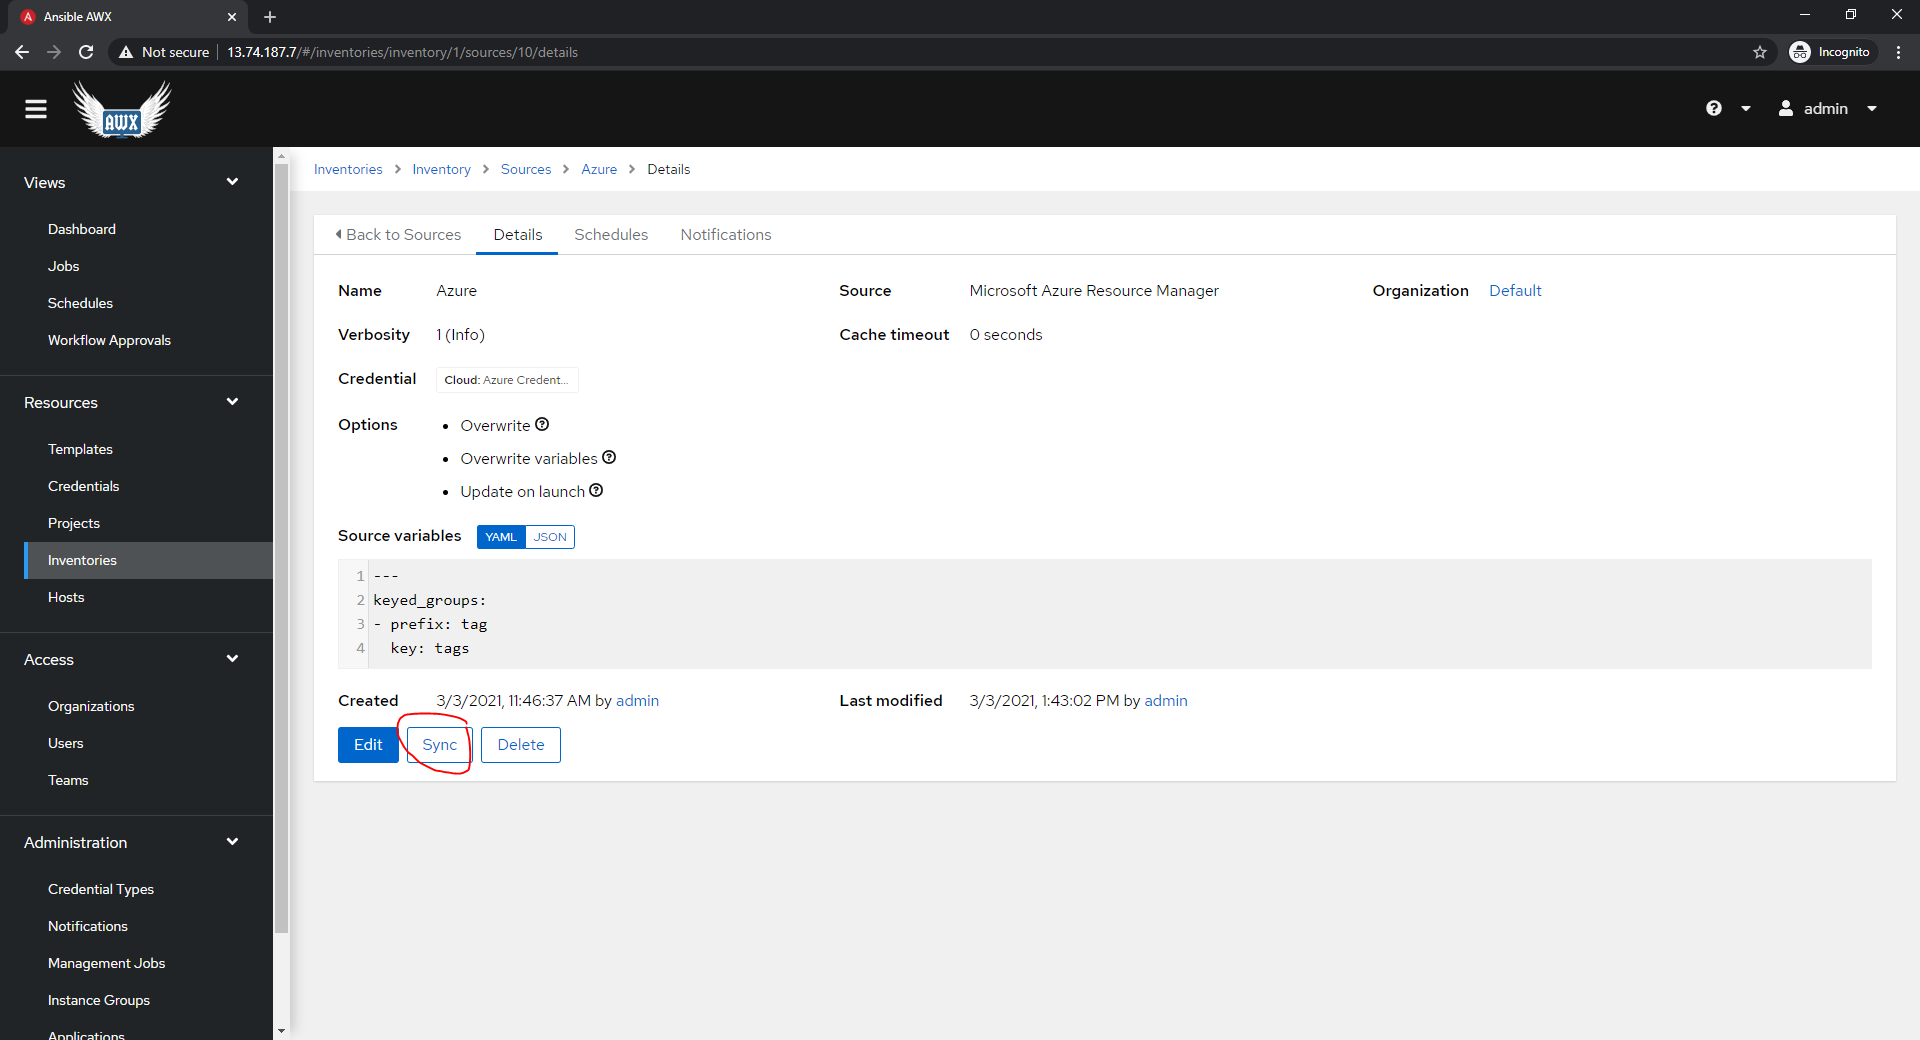 Ansible AWX
Not secure 13.74.187.7/#/inventories/inventory/1/sources/10/details Incognito
AWX admin
Views
Dashboard
Jobs
Schedules
Workflow Approvals
Resources
Templates
Credentials
Projects
Inventories
Hosts
Access
Organizations
Users
Teams
Administration
Credential Types
Notifications
Management Jobs
Instance Groups
Applications
Inventories Inventory Sources Azure Details
Back to Sources Details Schedules Notifications
Name Azure Source Microsoft Azure Resource Manager Organization Default
Verbosity 1 (Info) Cache timeout 0 seconds
Credential Cloud: Azure Credent...
Options • Overwrite
• Overwrite variables
• Update on launch
Source variables YAML JSON
1 ---
2 keyed_groups:
3 - prefix: tag
4 key: tags
Created 3/3/2021, 11:46:37 AM by admin Last modified 3/3/2021, 1:43:02 PM by admin
Edit Sync Delete